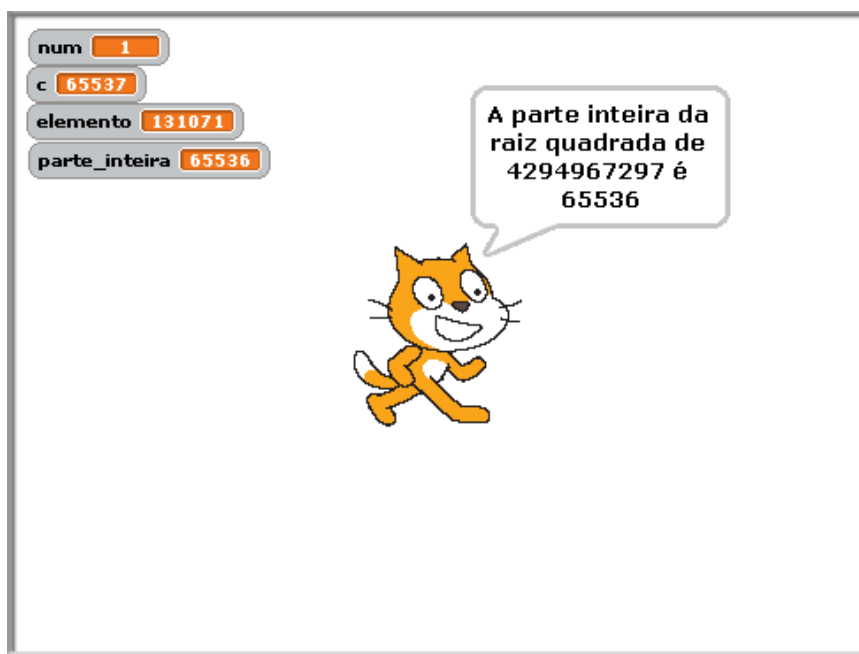 num 1
c 65537
elemento 131071
parte_inteira 65536
A parte inteira da
raiz quadrada de
4294967297 é
65536